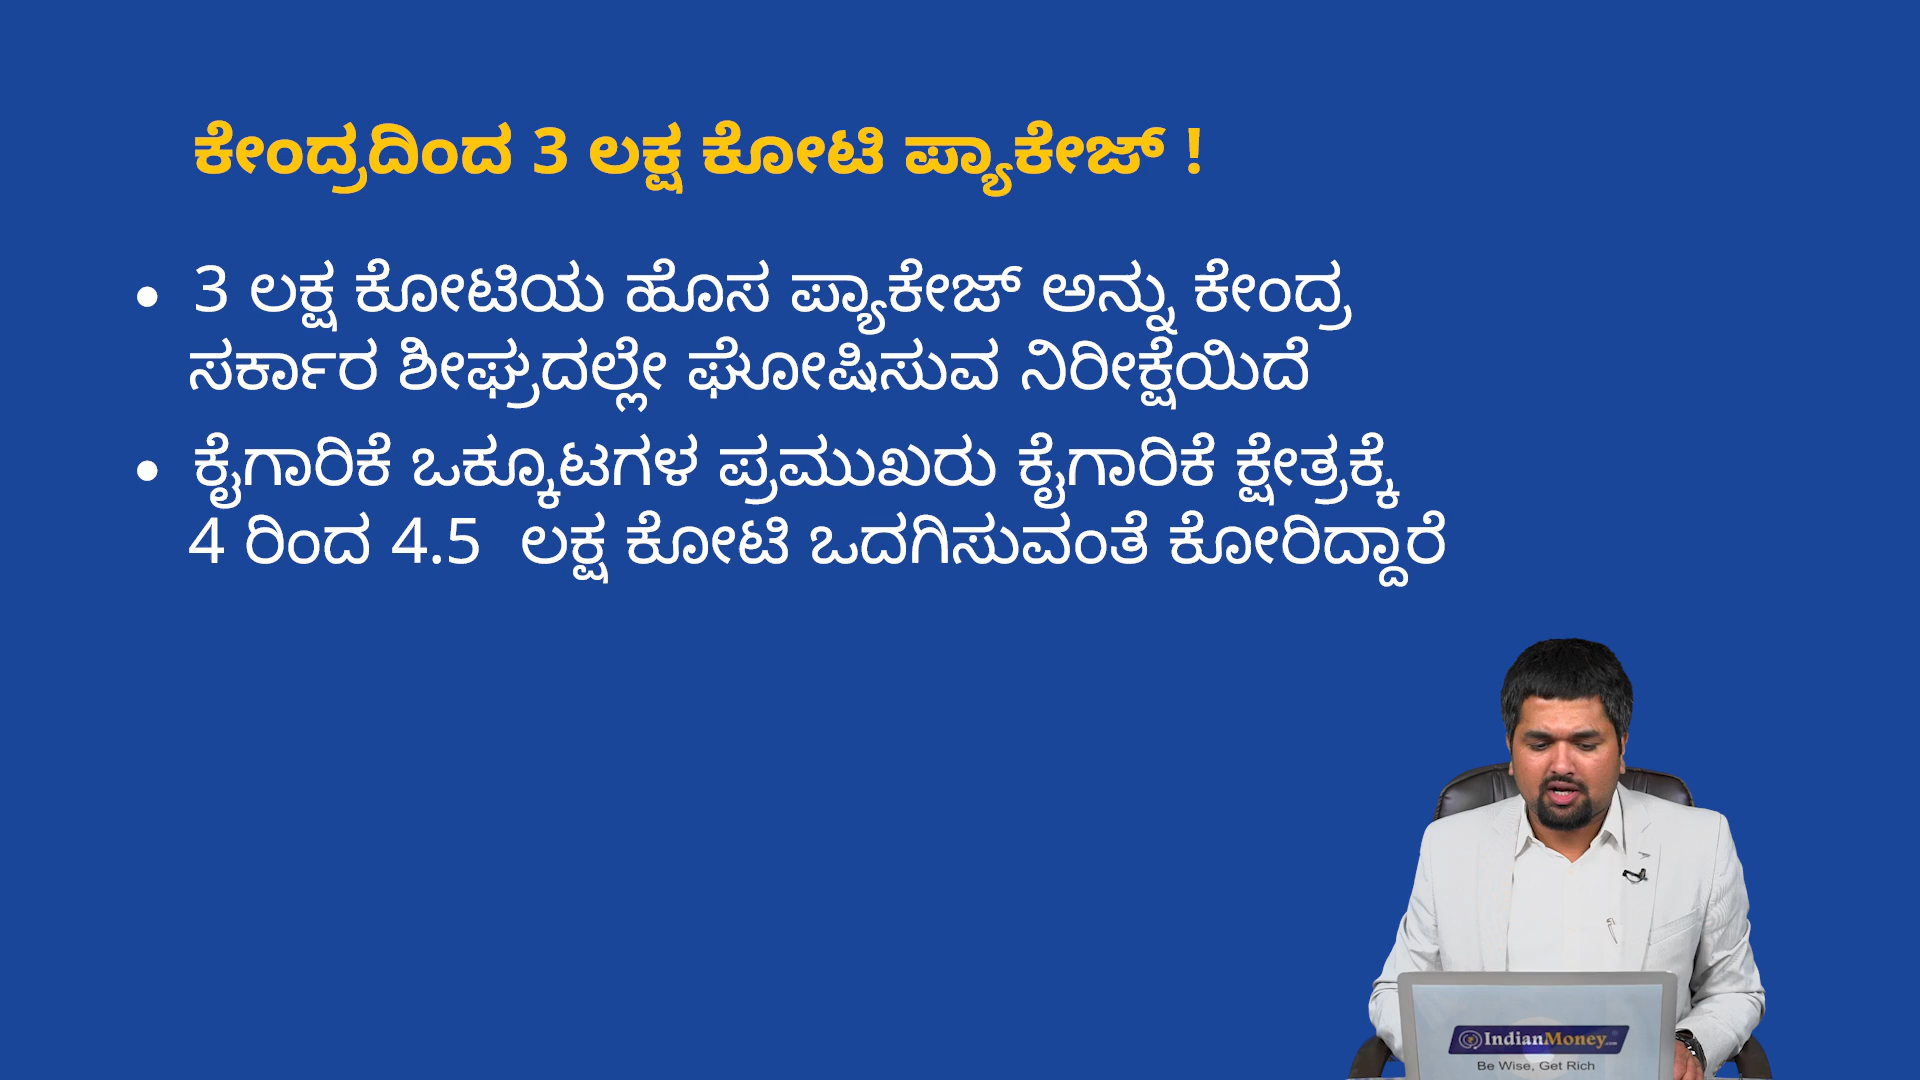 ಕೇಂದ್ರದಿಂದ 3 ಲಕ್ಷ ಕೋಟಿ ಪ್ಯಾಕೇಜ್ !
• 3 ಲಕ್ಷ ಕೋಟಿಯ ಹೊಸ ಪ್ಯಾಕೇಜ್ ಅನ್ನು ಕೇಂದ್ರ
ಸರ್ಕಾರ ಶೀಘ್ರದಲ್ಲೇ ಘೋಷಿಸುವ ನಿರೀಕ್ಷೆಯಿದೆ
• ಕೈಗಾರಿಕೆ ಒಕ್ಕೂಟಗಳ ಪ್ರಮುಖರು ಕೈಗಾರಿಕೆ ಕ್ಷೇತ್ರಕ್ಕೆ
4 ರಿಂದ 4.5 ಲಕ್ಷ ಕೋಟಿ ಒದಗಿಸುವಂತೆ ಕೋರಿದ್ದಾರೆ
IndianMoney.com
Be Wise, Get Rich